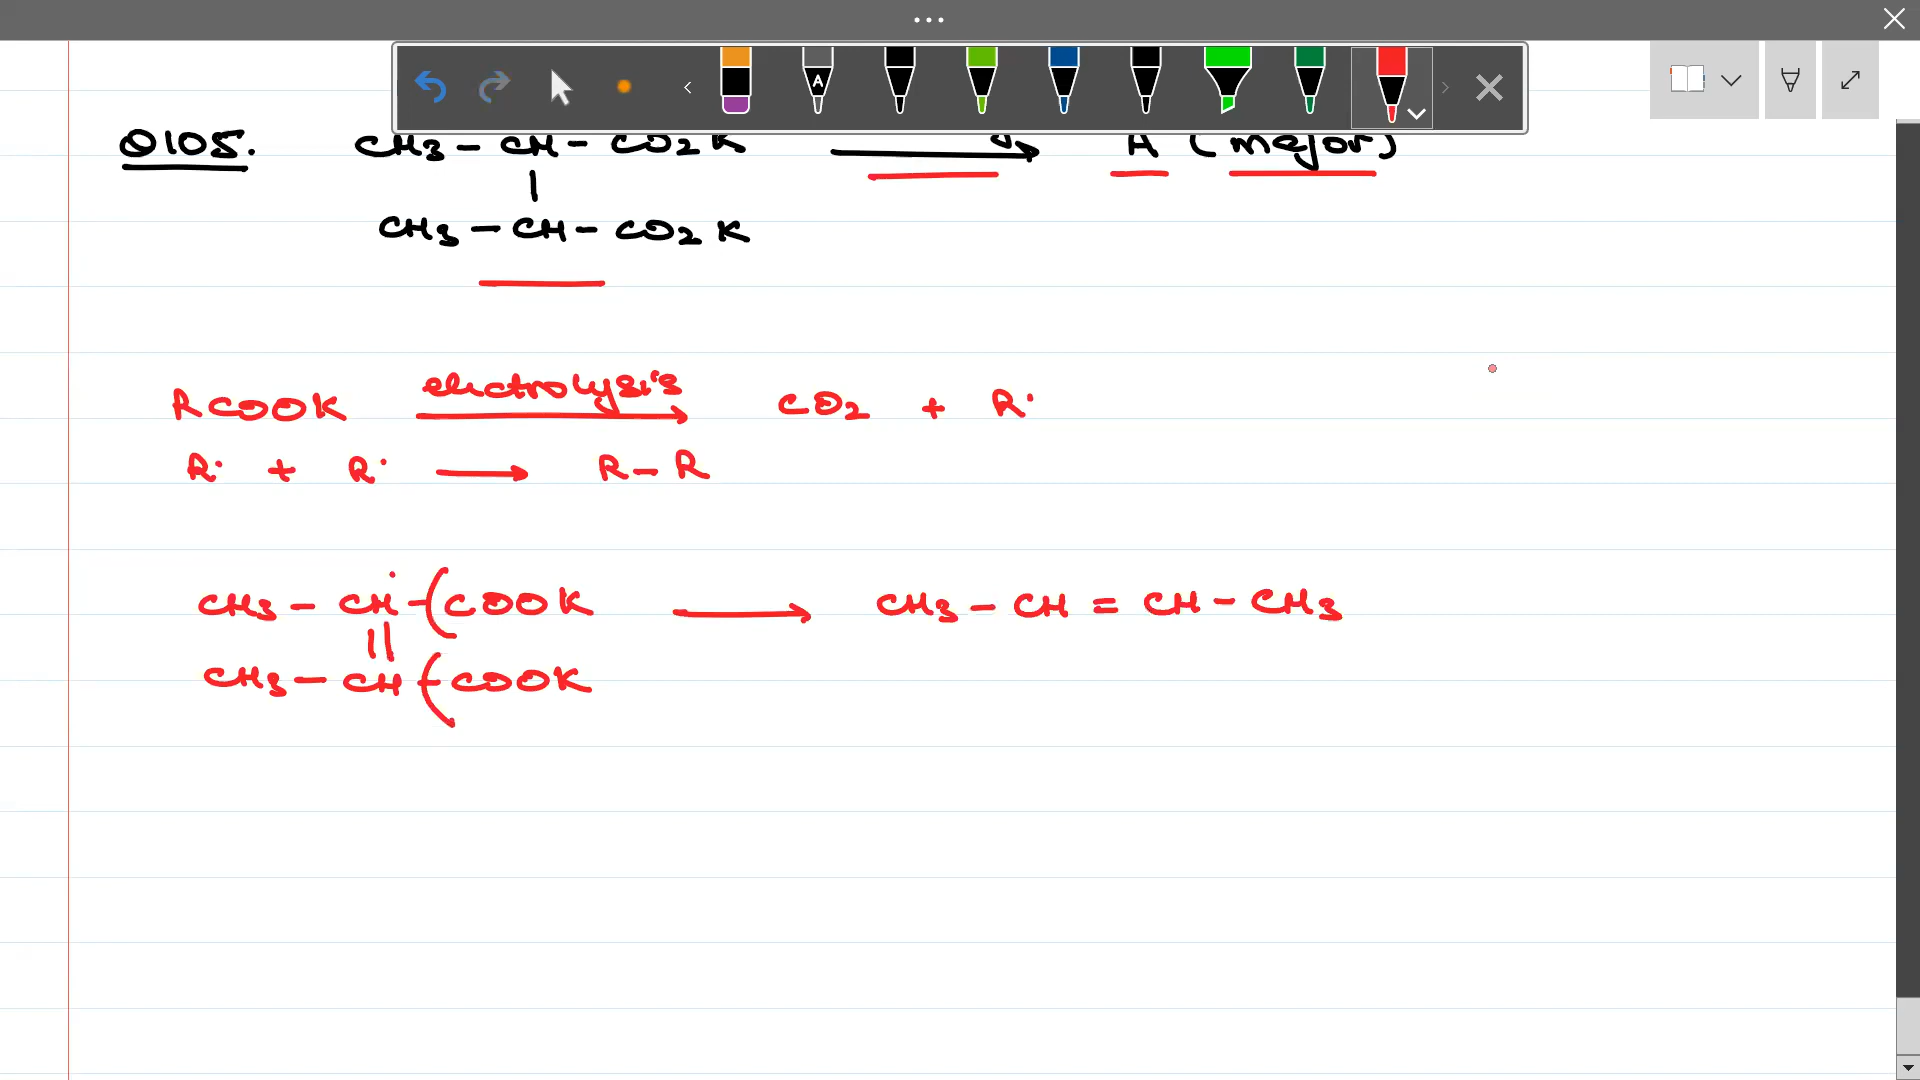 Q105. CH3 - CH - CO2K ⟶ A (major)
|
CH3 - CH - CO2K
RCOOK electrolysis ⟶ CO2 + R·
R· + R· ⟶ R - R
CH3 - CH - (COOK ⟶ CH3 - CH = CH - CH3
||
CH3 - CH - (COOK